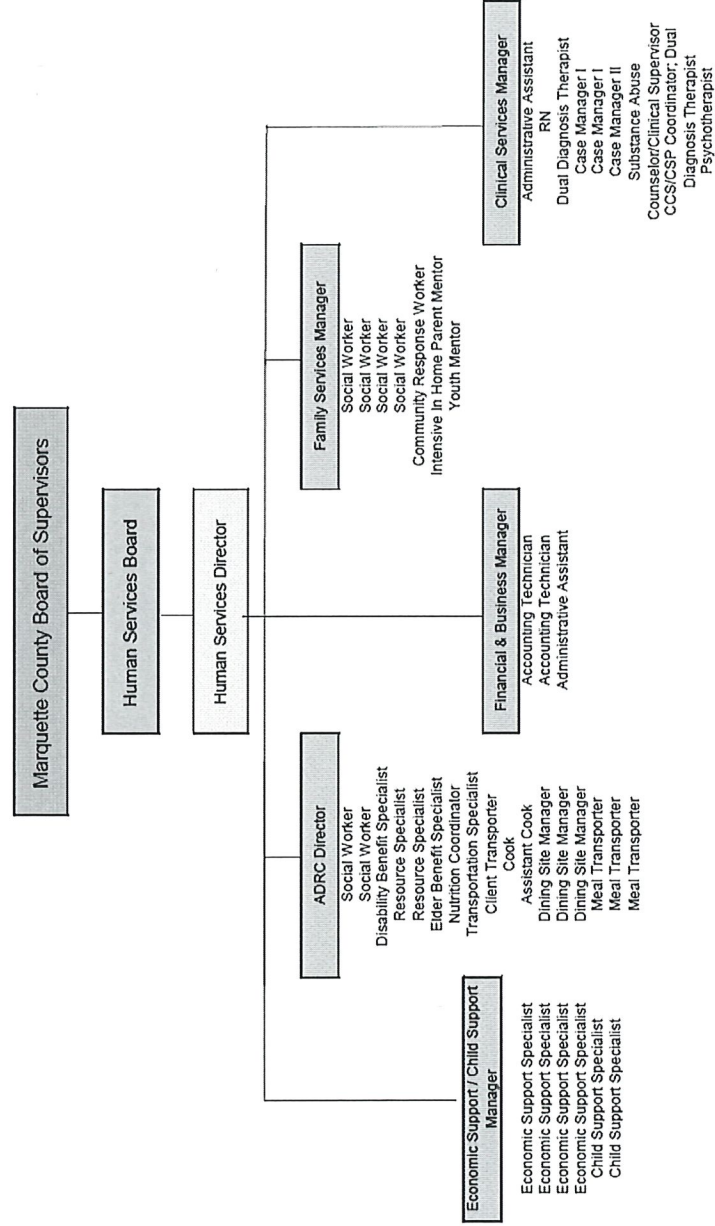 Marquette County Board of Supervisors
Human Services Board
Human Services Director
Economic Support / Child Support
Manager
Economic Support Specialist
Economic Support Specialist
Economic Support Specialist
Economic Support Specialist
Child Support Specialist
Child Support Specialist
ADRC Director
Social Worker
Social Worker
Disability Benefit Specialist
Resource Specialist
Resource Specialist
Elder Benefit Specialist
Nutrition Coordinator
Transportation Specialist
Client Transporter
Cook
Assistant Cook
Dining Site Manager
Dining Site Manager
Dining Site Manager
Meal Transporter
Meal Transporter
Meal Transporter
Financial & Business Manager
Accounting Technician
Accounting Technician
Administrative Assistant
Family Services Manager
Social Worker
Social Worker
Social Worker
Social Worker
Community Response Worker
Intensive In Home Parent Mentor
Youth Mentor
Clinical Services Manager
Administrative Assistant
RN
Dual Diagnosis Therapist
Case Manager I
Case Manager I
Case Manager II
Substance Abuse
Counselor/Clinical Supervisor
CCS/CSP Coordinator; Dual
Diagnosis Therapist
Psychotherapist